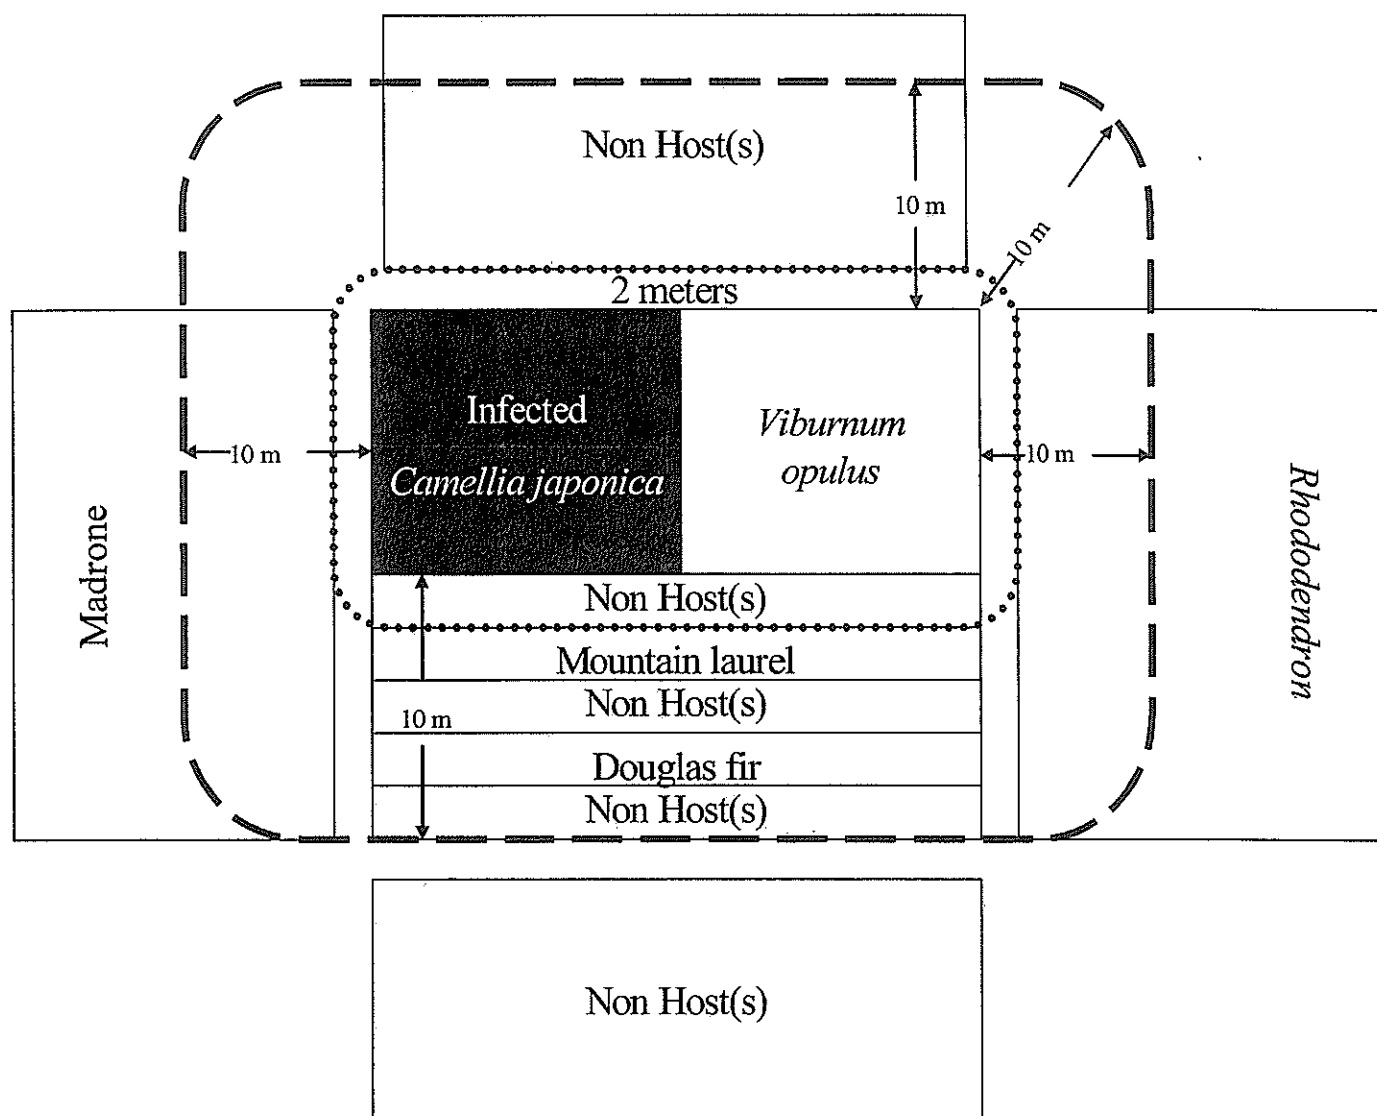 Non Host(s)
10 m
10 m
2 meters
Infected
Camellia japonica
Viburnum
opulus
10 m
10 m
Madrone
Rhododendron
Non Host(s)
Mountain laurel
Non Host(s)
10 m
Douglas fir
Non Host(s)
Non Host(s)